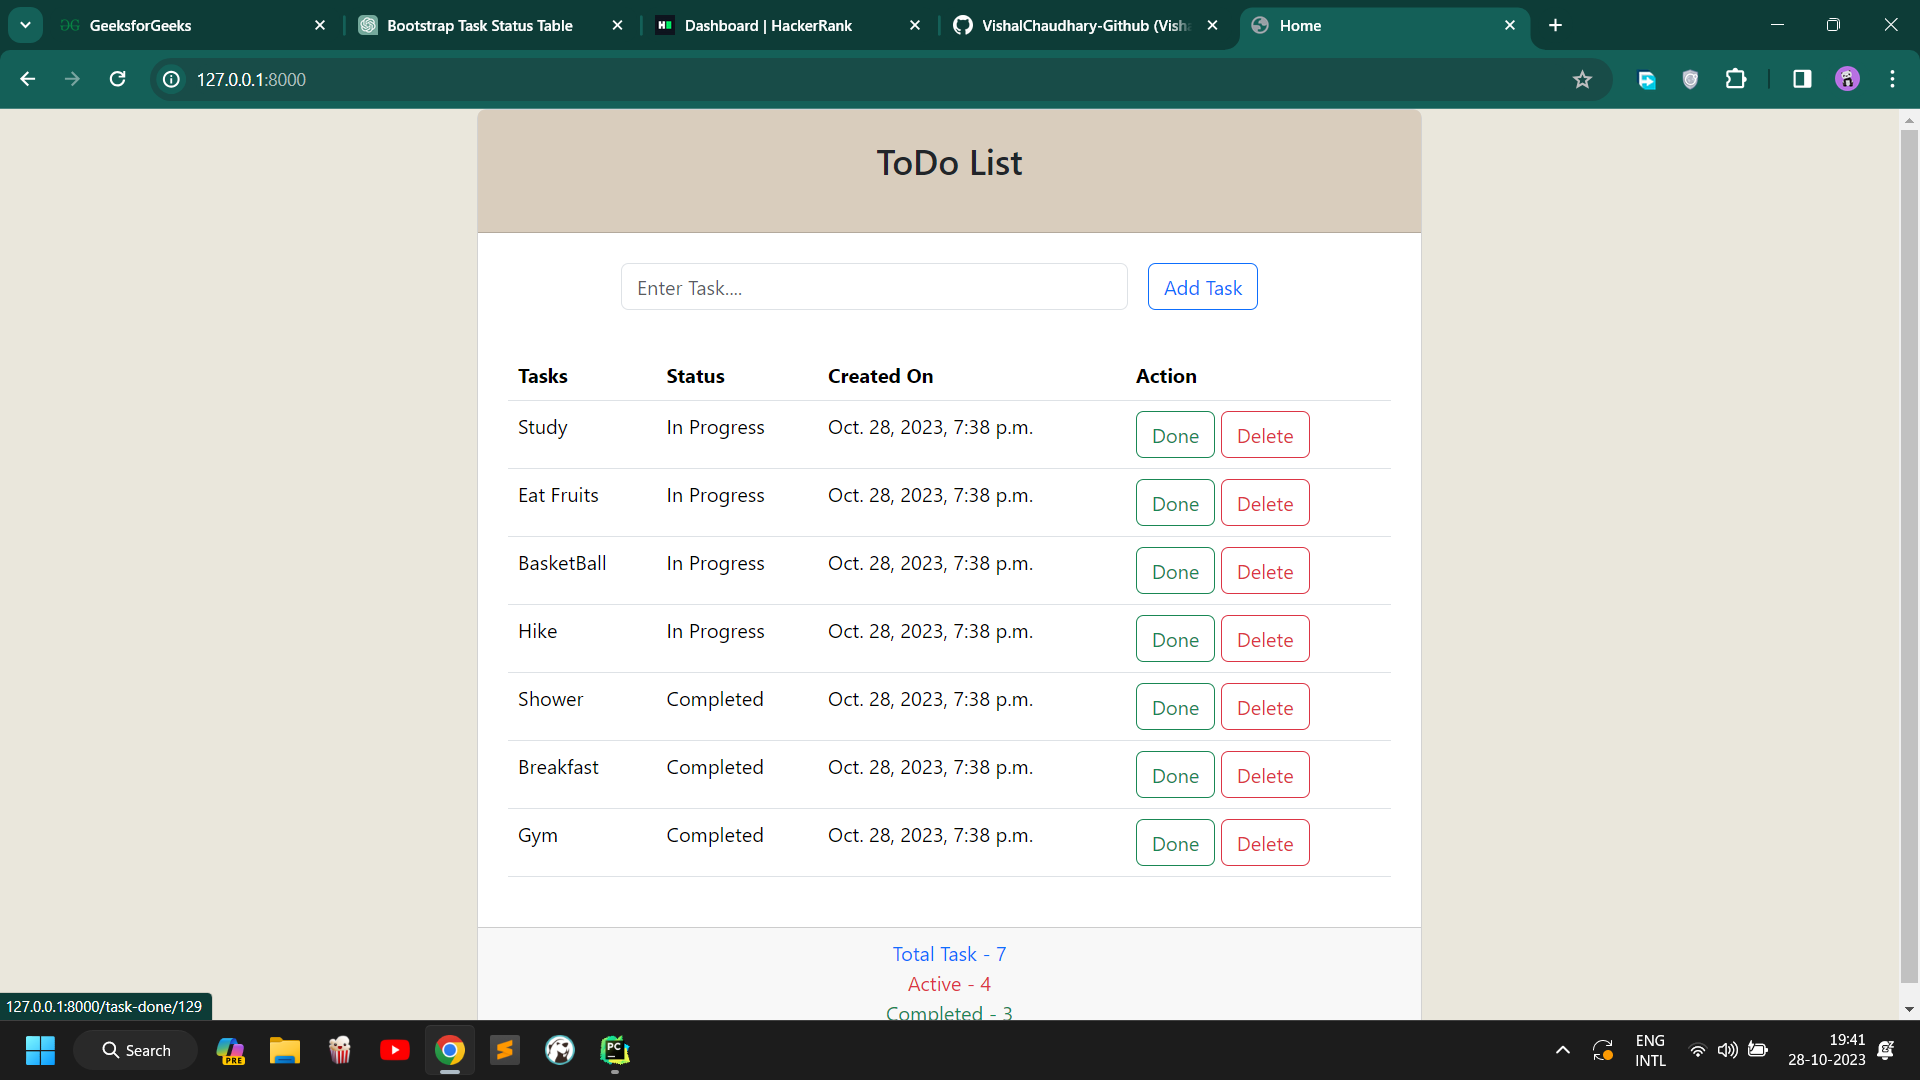 GeeksforGeeks
Bootstrap Task Status Table
Dashboard | HackerRank
VishalChaudhary-Github (Visha
Home
127.0.0.1:8000
ToDo List
Enter Task....
Add Task
Tasks Status Created On Action
Study In Progress Oct. 28, 2023, 7:38 p.m. Done Delete
Eat Fruits In Progress Oct. 28, 2023, 7:38 p.m. Done Delete
BasketBall In Progress Oct. 28, 2023, 7:38 p.m. Done Delete
Hike In Progress Oct. 28, 2023, 7:38 p.m. Done Delete
Shower Completed Oct. 28, 2023, 7:38 p.m. Done Delete
Breakfast Completed Oct. 28, 2023, 7:38 p.m. Done Delete
Gym Completed Oct. 28, 2023, 7:38 p.m. Done Delete
Total Task - 7
Active - 4
Completed - 3
127.0.0.1:8000/task-done/129
Search
PRE
PC
ENG
INTL
19:41
28-10-2023